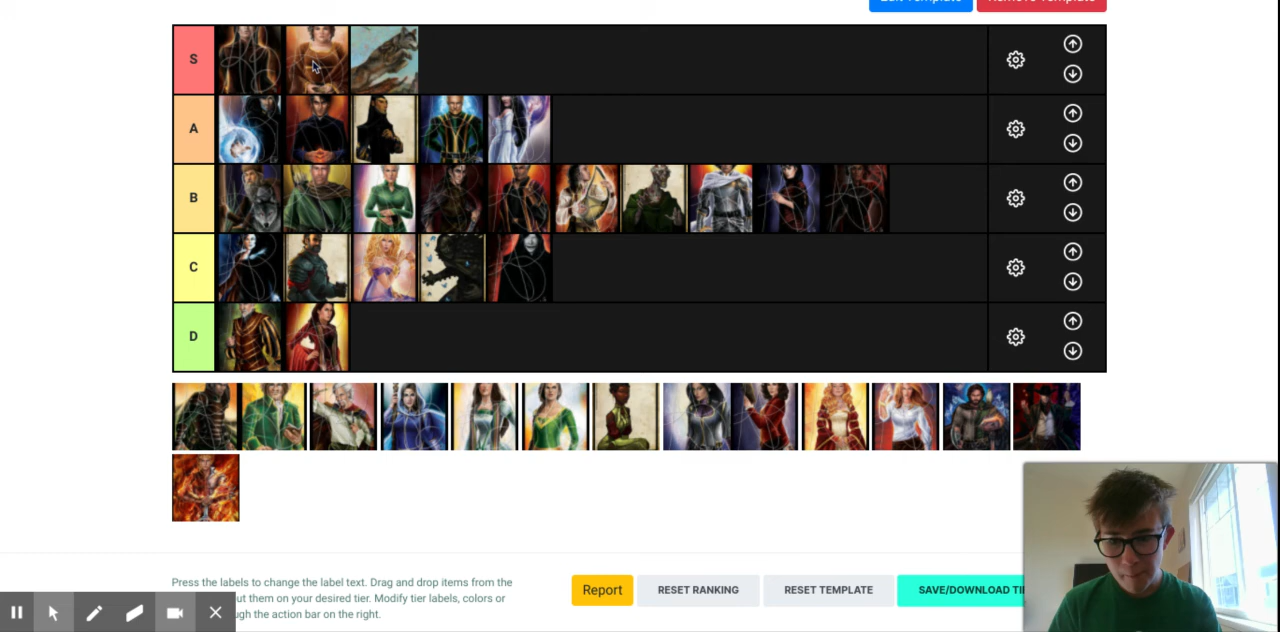 S
A
B
C
D
Press the labels to change the label text. Drag and drop items from the
ut them on your desired tier. Modify tier labels, colors or
ugh the action bar on the right.
Report
RESET RANKING
RESET TEMPLATE
SAVE/DOWNLOAD